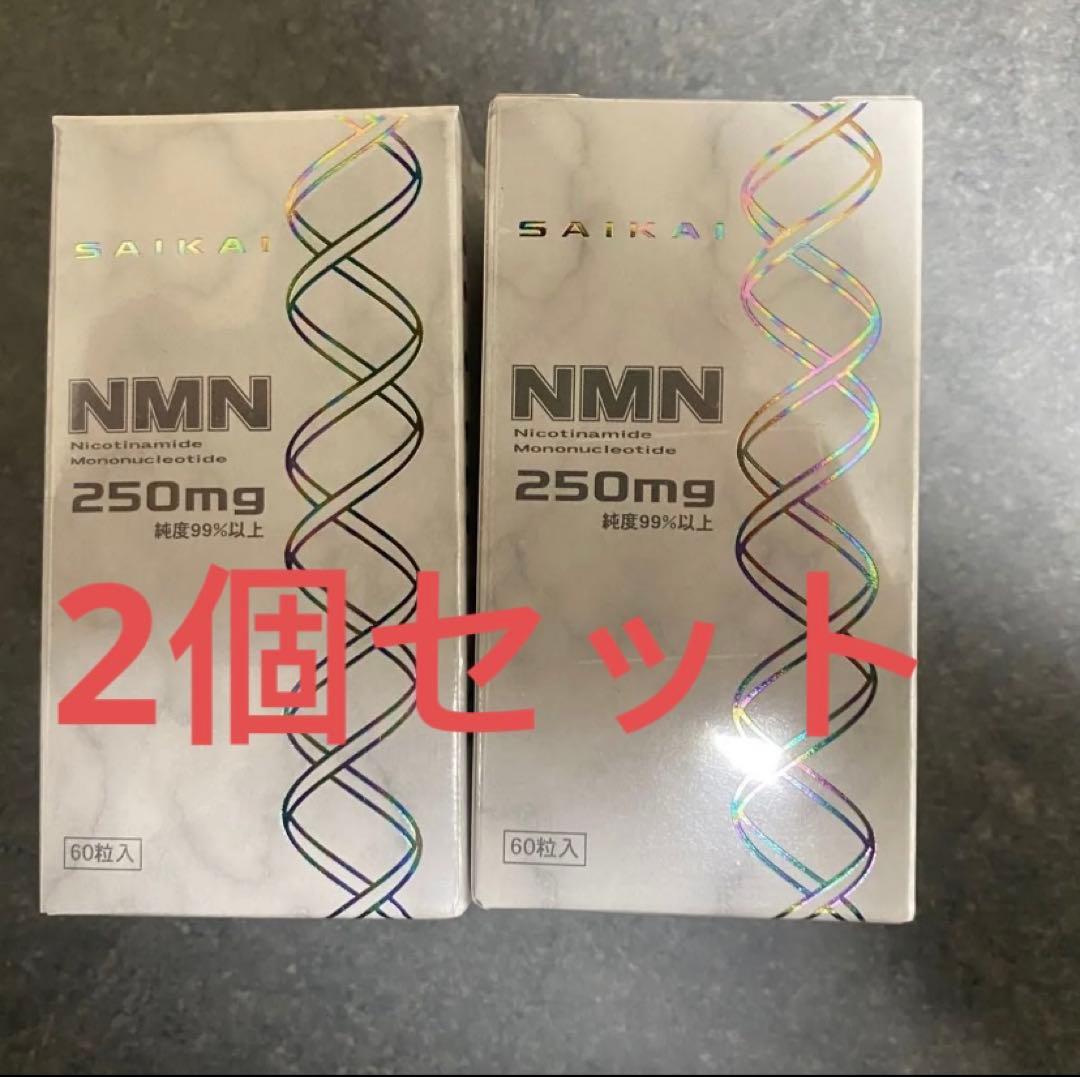 SAIKAI
NMN
Nicotinamide
Mononucleotide
250mg
純度99%以上
60粒入
SAIKAI
NMN
Nicotinamide
Mononucleotide
250mg
純度99%以上
60粒入
2個セット